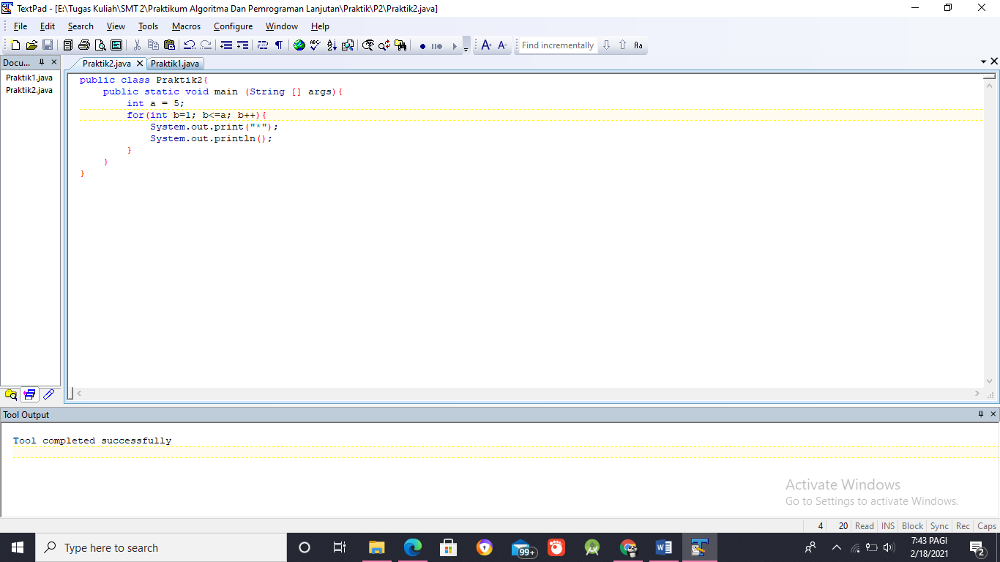 TextPad - [E:\Tugas Kuliah\SMT 2\Praktikum Algoritma Dan Pemrograman Lanjutan\Praktik\P2\Praktik2.java]
File Edit Search View Tools Macros Configure Window Help
Find incrementally
Docu...
Praktik2.java
Praktik1.java
Praktik1.java
Praktik2.java
public class Praktik2{
public static void main (String [] args){
int a = 5;
for(int b=1; b<=a; b++){
System.out.print("*");
System.out.println();
}
}
}
Tool Output
Tool completed successfully
Activate Windows
Go to Settings to activate Windows.
4 20 Read INS Block Sync Rec Caps
Type here to search
99+
7:43 PAGI
2/18/2021
2